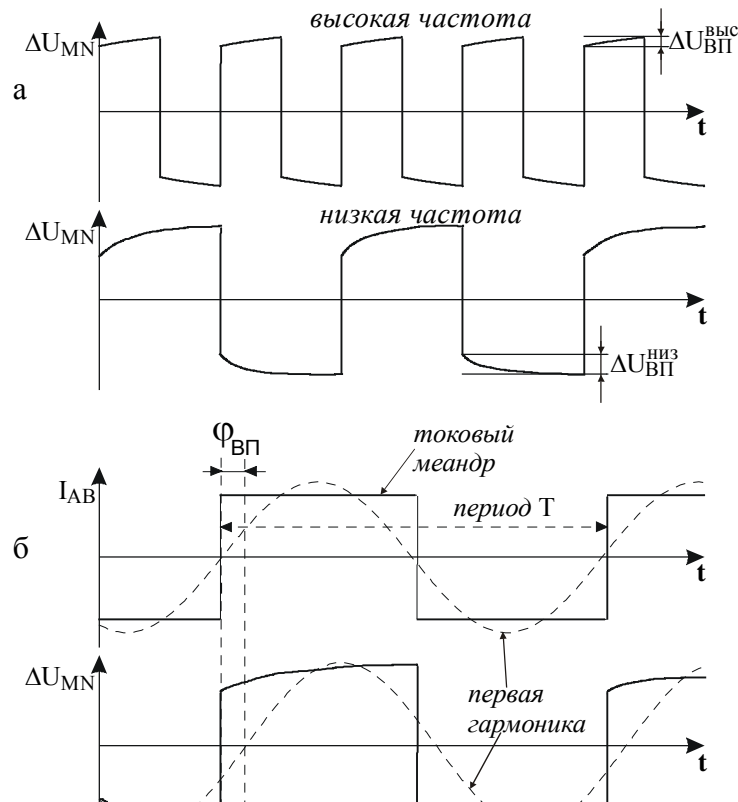 высокая частота
ΔU_MN
ΔU_ВП^выс
а
t
низкая частота
ΔU_MN
t
ΔU_ВП^низ
φ_ВП
токовый
меандр
I_AB
период T
б
t
ΔU_MN
первая
гармоника
t